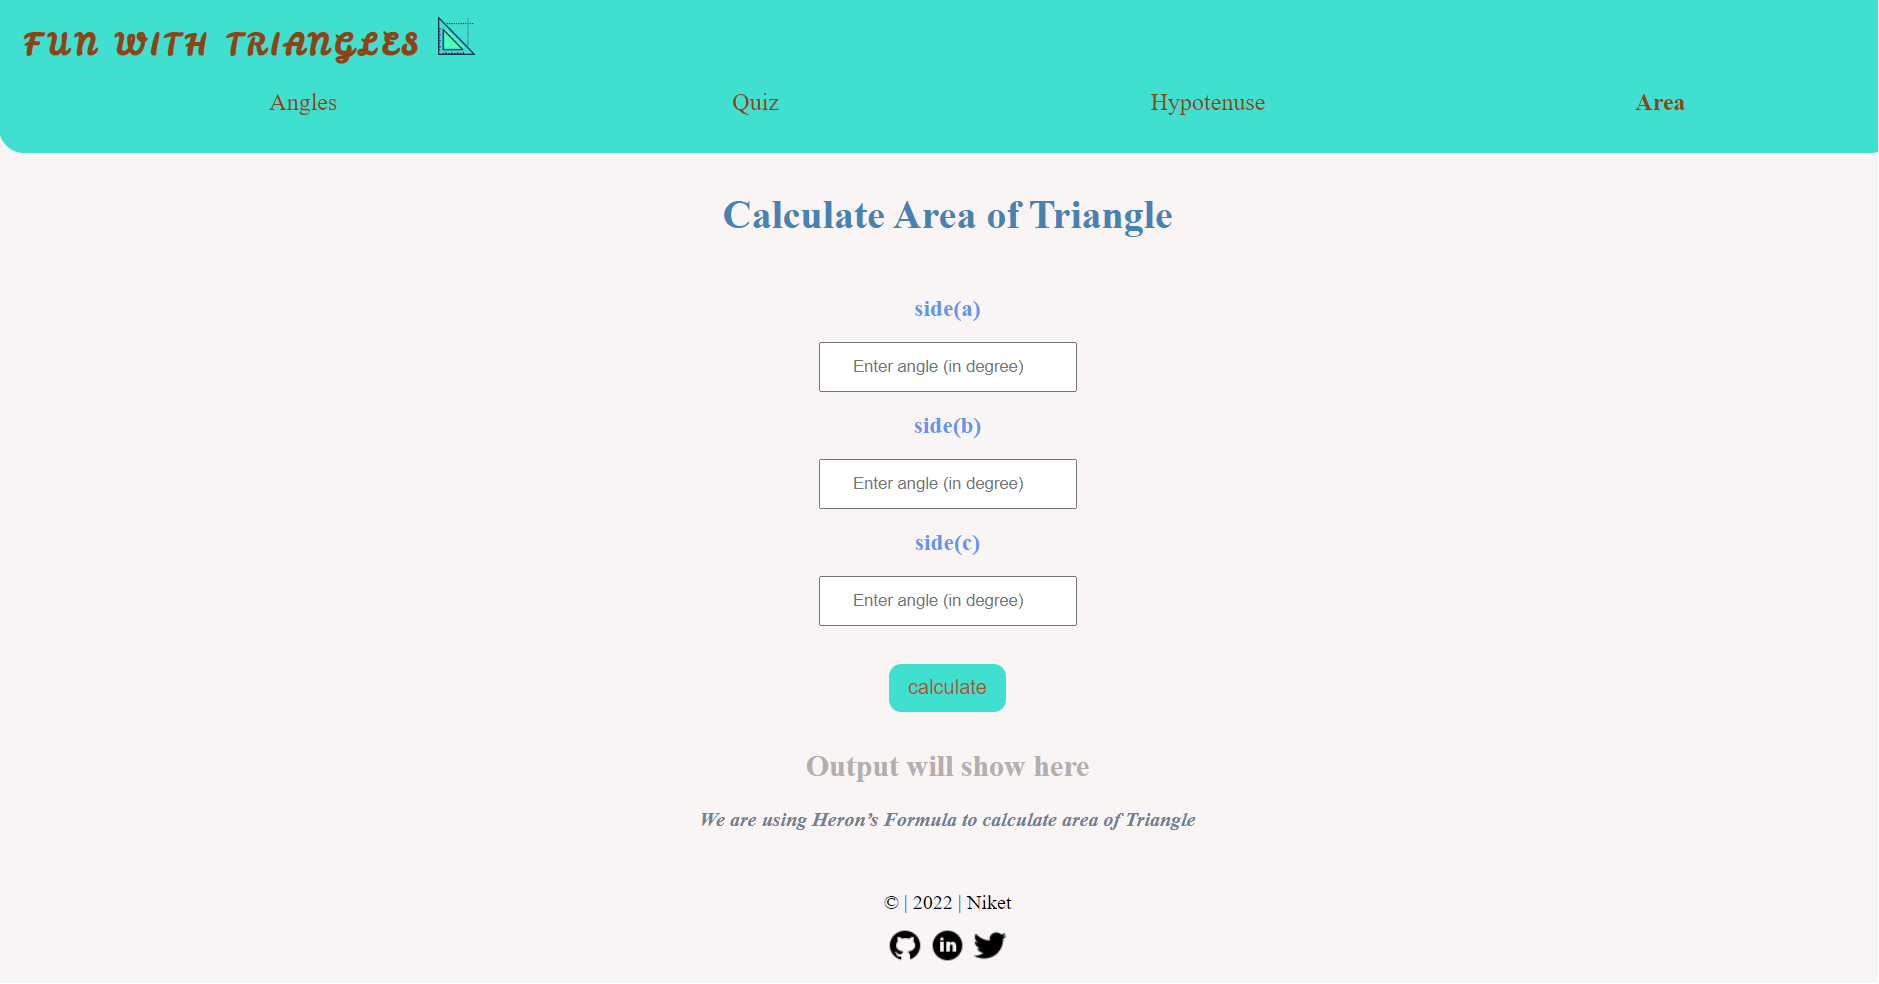 FUN WITH TRIANGLES
Angles Quiz Hypotenuse Area
Calculate Area of Triangle
side(a)
Enter angle (in degree)
side(b)
Enter angle (in degree)
side(c)
Enter angle (in degree)
calculate
Output will show here
We are using Heron’s Formula to calculate area of Triangle
© | 2022 | Niket
in